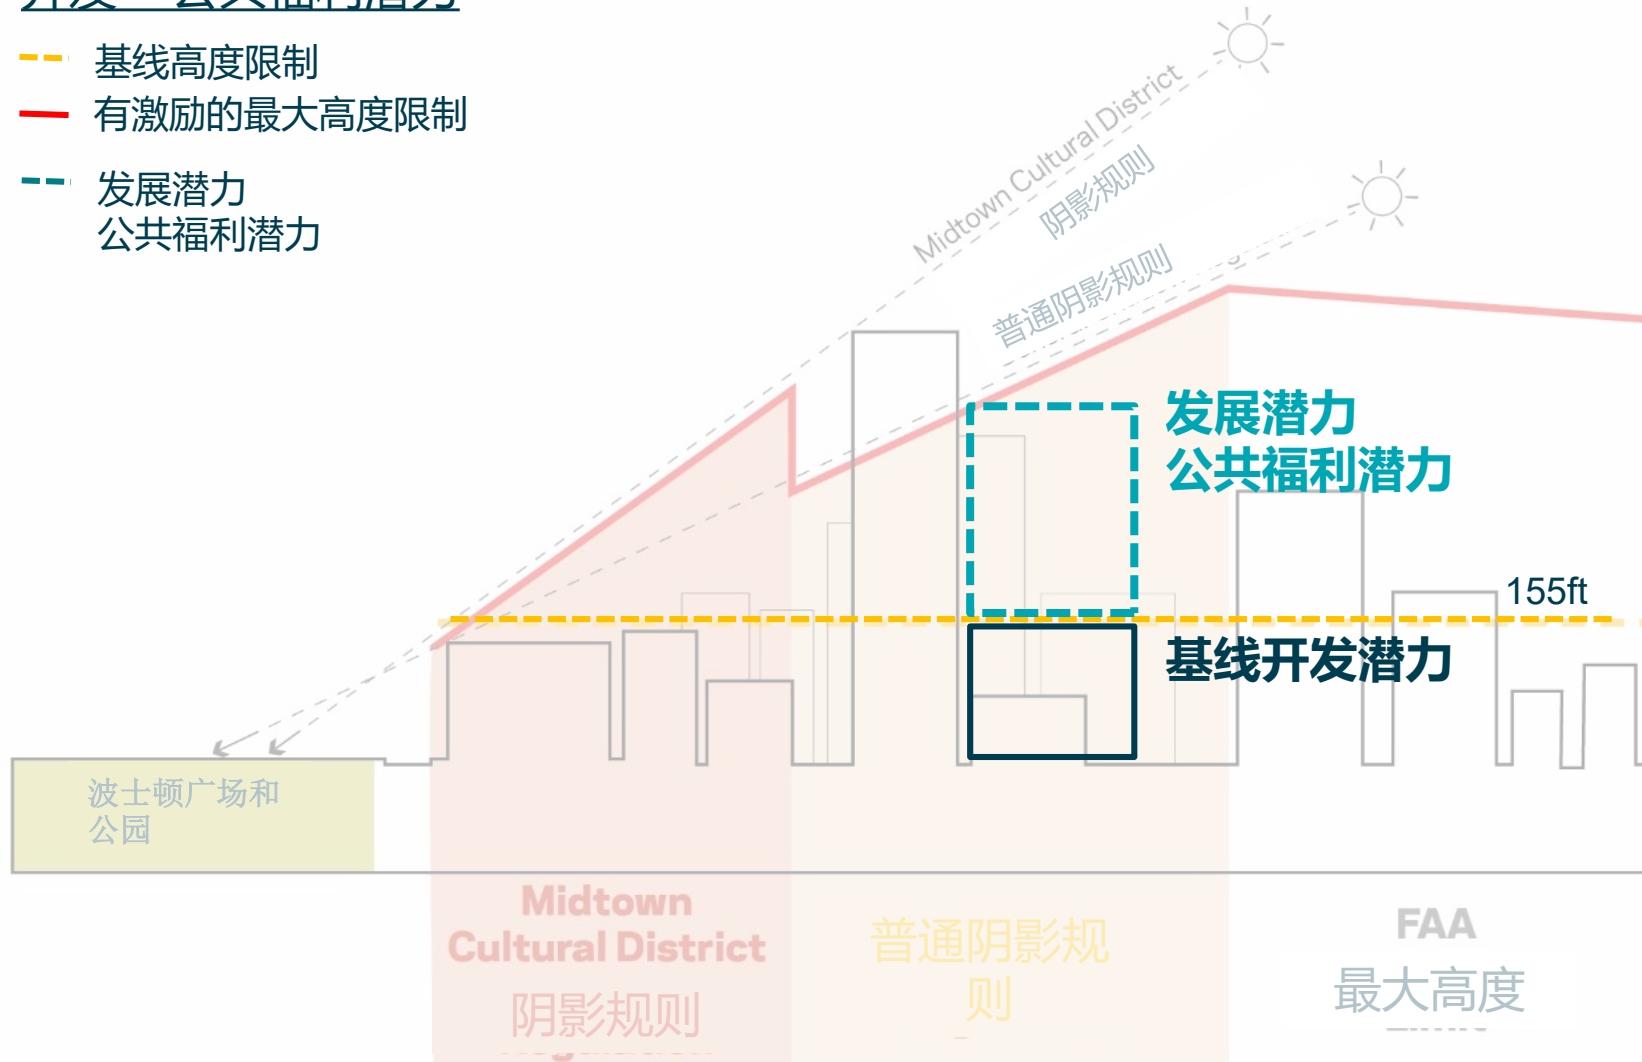 基线高度限制
有激励的最大高度限制
发展潜力
公共福利潜力
Midtown Cultural District
阴影规则
普通阴影规则
发展潜力
公共福利潜力
155ft
基线开发潜力
波士顿广场和
公园
Midtown
Cultural District
阴影规则
普通阴影规
则
FAA
最大高度